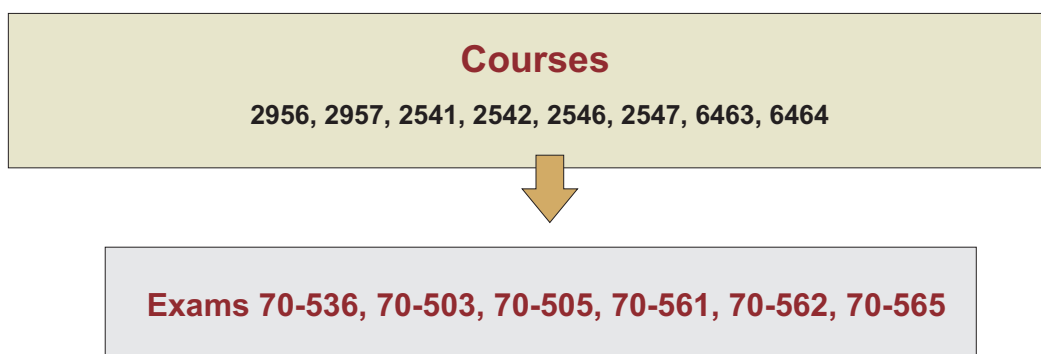 Courses
2956, 2957, 2541, 2542, 2546, 2547, 6463, 6464
Exams 70-536, 70-503, 70-505, 70-561, 70-562, 70-565